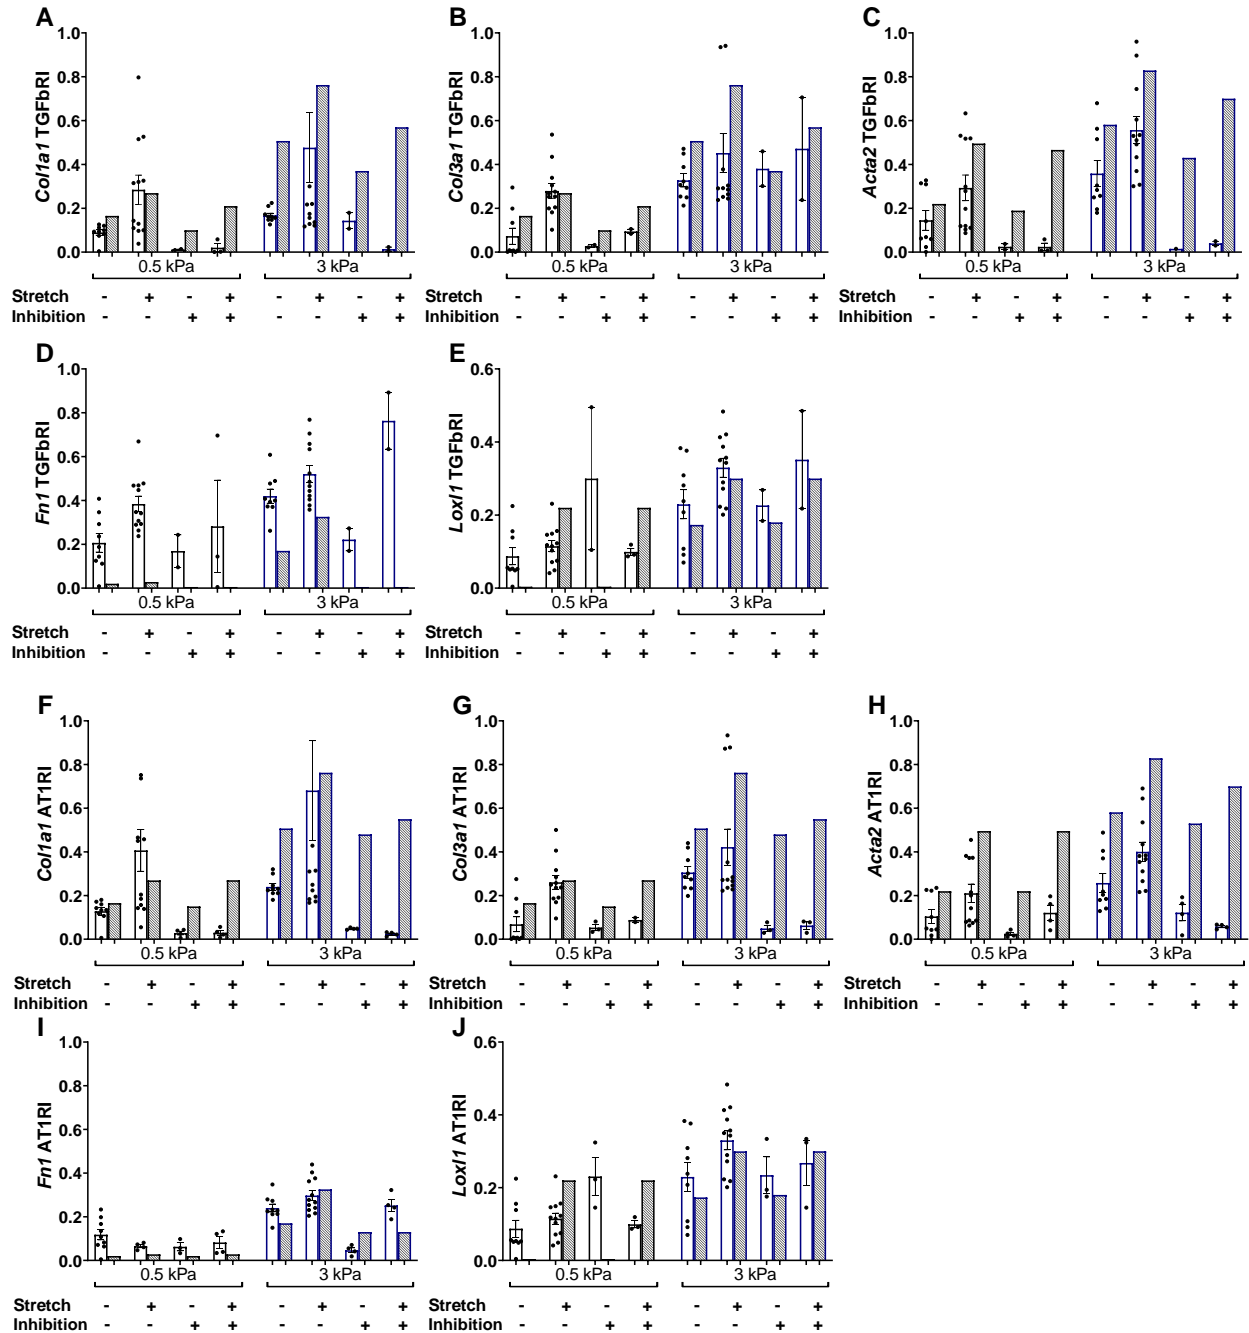 A
Col1a1 TGFbRI
1.0
0.8
0.6
0.4
0.2
0.0
0.5 kPa 3 kPa
Stretch - + - + - + - +
Inhibition - - + + - - + +
B
Col3a1 TGFbRI
1.0
0.8
0.6
0.4
0.2
0.0
0.5 kPa 3 kPa
Stretch - + - + - + - +
Inhibition - - + + - - + +
C
Acta2 TGFbRI
1.0
0.8
0.6
0.4
0.2
0.0
0.5 kPa 3 kPa
Stretch - + - + - + - +
Inhibition - - + + - - + +
D
Fn1 TGFbRI
1.0
0.8
0.6
0.4
0.2
0.0
0.5 kPa 3 kPa
Stretch - + - + - + - +
Inhibition - - + + - - + +
E
Loxl1 TGFbRI
0.6
0.4
0.2
0.0
0.5 kPa 3 kPa
Stretch - + - + - + - +
Inhibition - - + + - - + +
F
Col1a1 AT1RI
1.0
0.8
0.6
0.4
0.2
0.0
0.5 kPa 3 kPa
Stretch - + - + - + - +
Inhibition - - + + - - + +
G
Col3a1 AT1RI
1.0
0.8
0.6
0.4
0.2
0.0
0.5 kPa 3 kPa
Stretch - + - + - + - +
Inhibition - - + + - - + +
H
Acta2 AT1RI
1.0
0.8
0.6
0.4
0.2
0.0
0.5 kPa 3 kPa
Stretch - + - + - + - +
Inhibition - - + + - - + +
I
Fn1 AT1RI
1.0
0.8
0.6
0.4
0.2
0.0
0.5 kPa 3 kPa
Stretch - + - + - + - +
Inhibition - - + + - - + +
J
Loxl1 AT1RI
0.6
0.4
0.2
0.0
0.5 kPa 3 kPa
Stretch - + - + - + - +
Inhibition - - + + - - + +